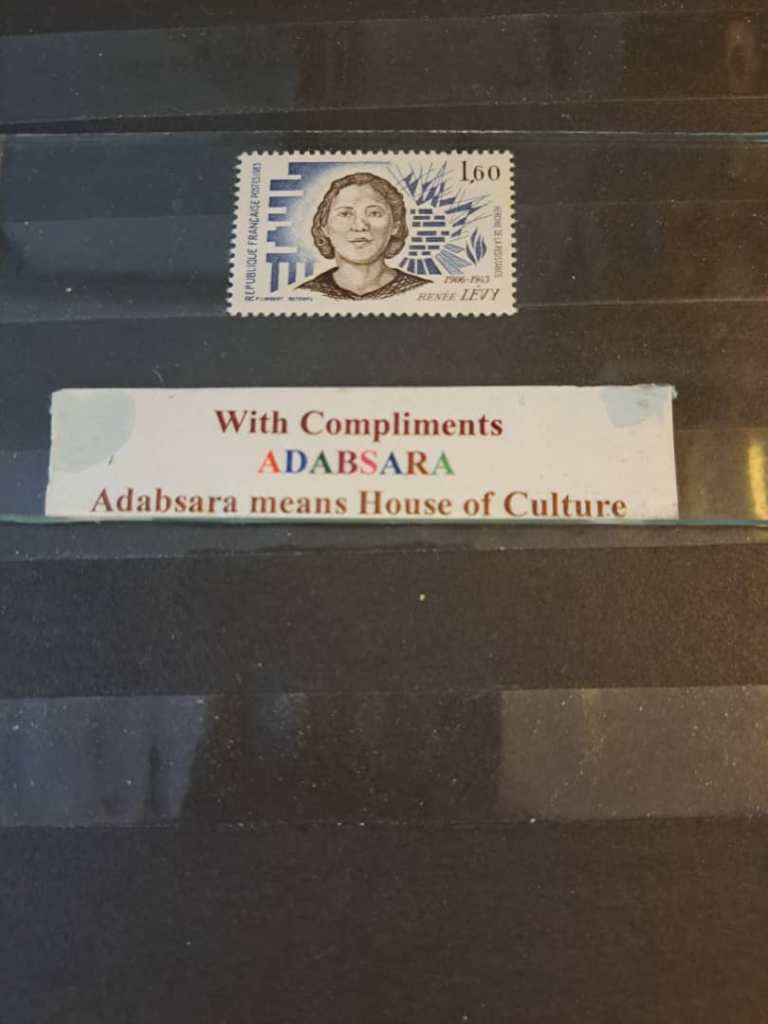 1,60
REPUBLIQUE FRANÇAISE POSTES 1983
HEROINE DE LA RESISTANCE
1906-1943
RENÉE LÉVY
With Compliments
ADABSARA
Adabsara means House of Culture